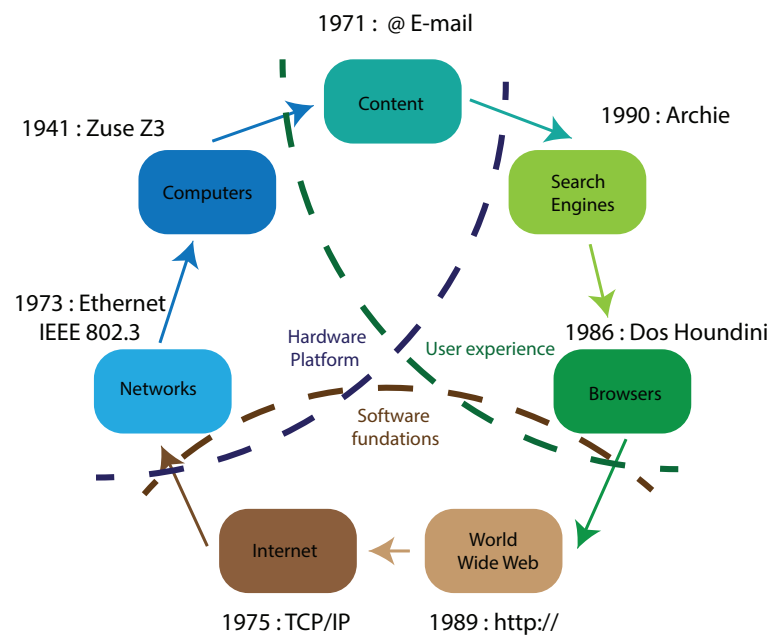 1971 : @ E-mail
Content
1990 : Archie
1941 : Zuse Z3
Search
Engines
Computers
1973 : Ethernet
IEEE 802.3
1986 : Dos Houndini
Hardware
Platform
User experience
Networks
Browsers
Software
fundations
Internet
World
Wide Web
1975 : TCP/IP
1989 : http://